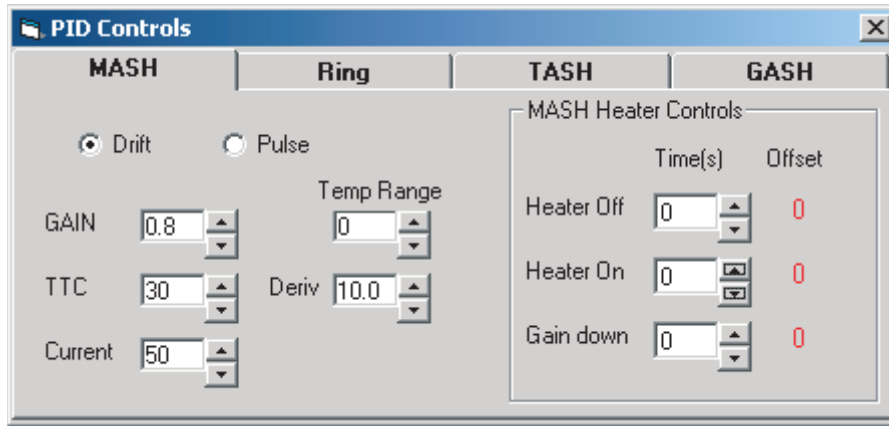 PID Controls
MASH Ring TASH GASH
Drift Pulse
Temp Range
GAIN 0.8 0
TTC 30 Deriv 10.0
Current 50
MASH Heater Controls
Time(s) Offset
Heater Off 0 0
Heater On 0 0
Gain down 0 0